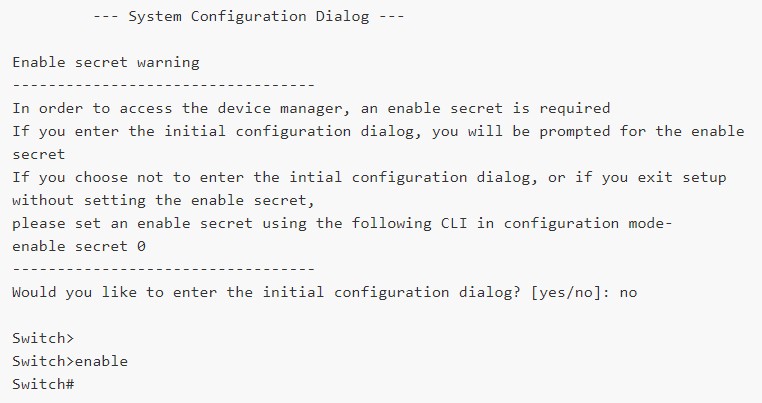 --- System Configuration Dialog ---
Enable secret warning
----------------------------------
In order to access the device manager, an enable secret is required
If you enter the initial configuration dialog, you will be prompted for the enable
secret
If you choose not to enter the intial configuration dialog, or if you exit setup
without setting the enable secret,
please set an enable secret using the following CLI in configuration mode-
enable secret 0
----------------------------------
Would you like to enter the initial configuration dialog? [yes/no]: no
Switch>
Switch>enable
Switch#